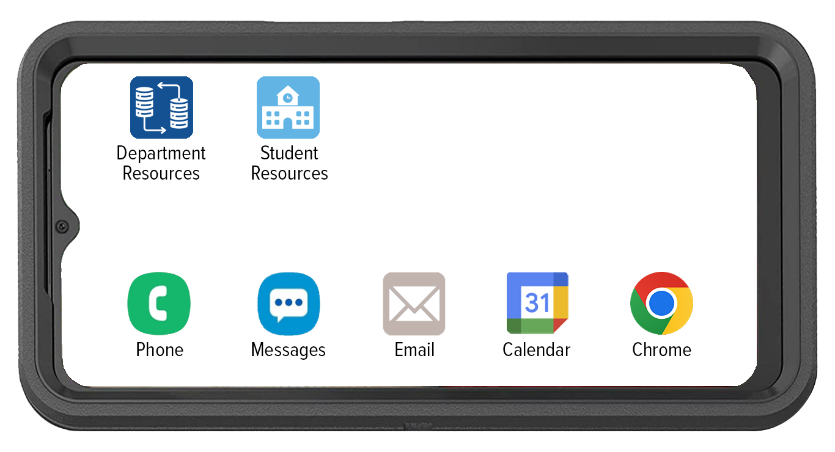 Department
Resources
Student
Resources
31
Phone
Messages
Email
Calendar
Chrome